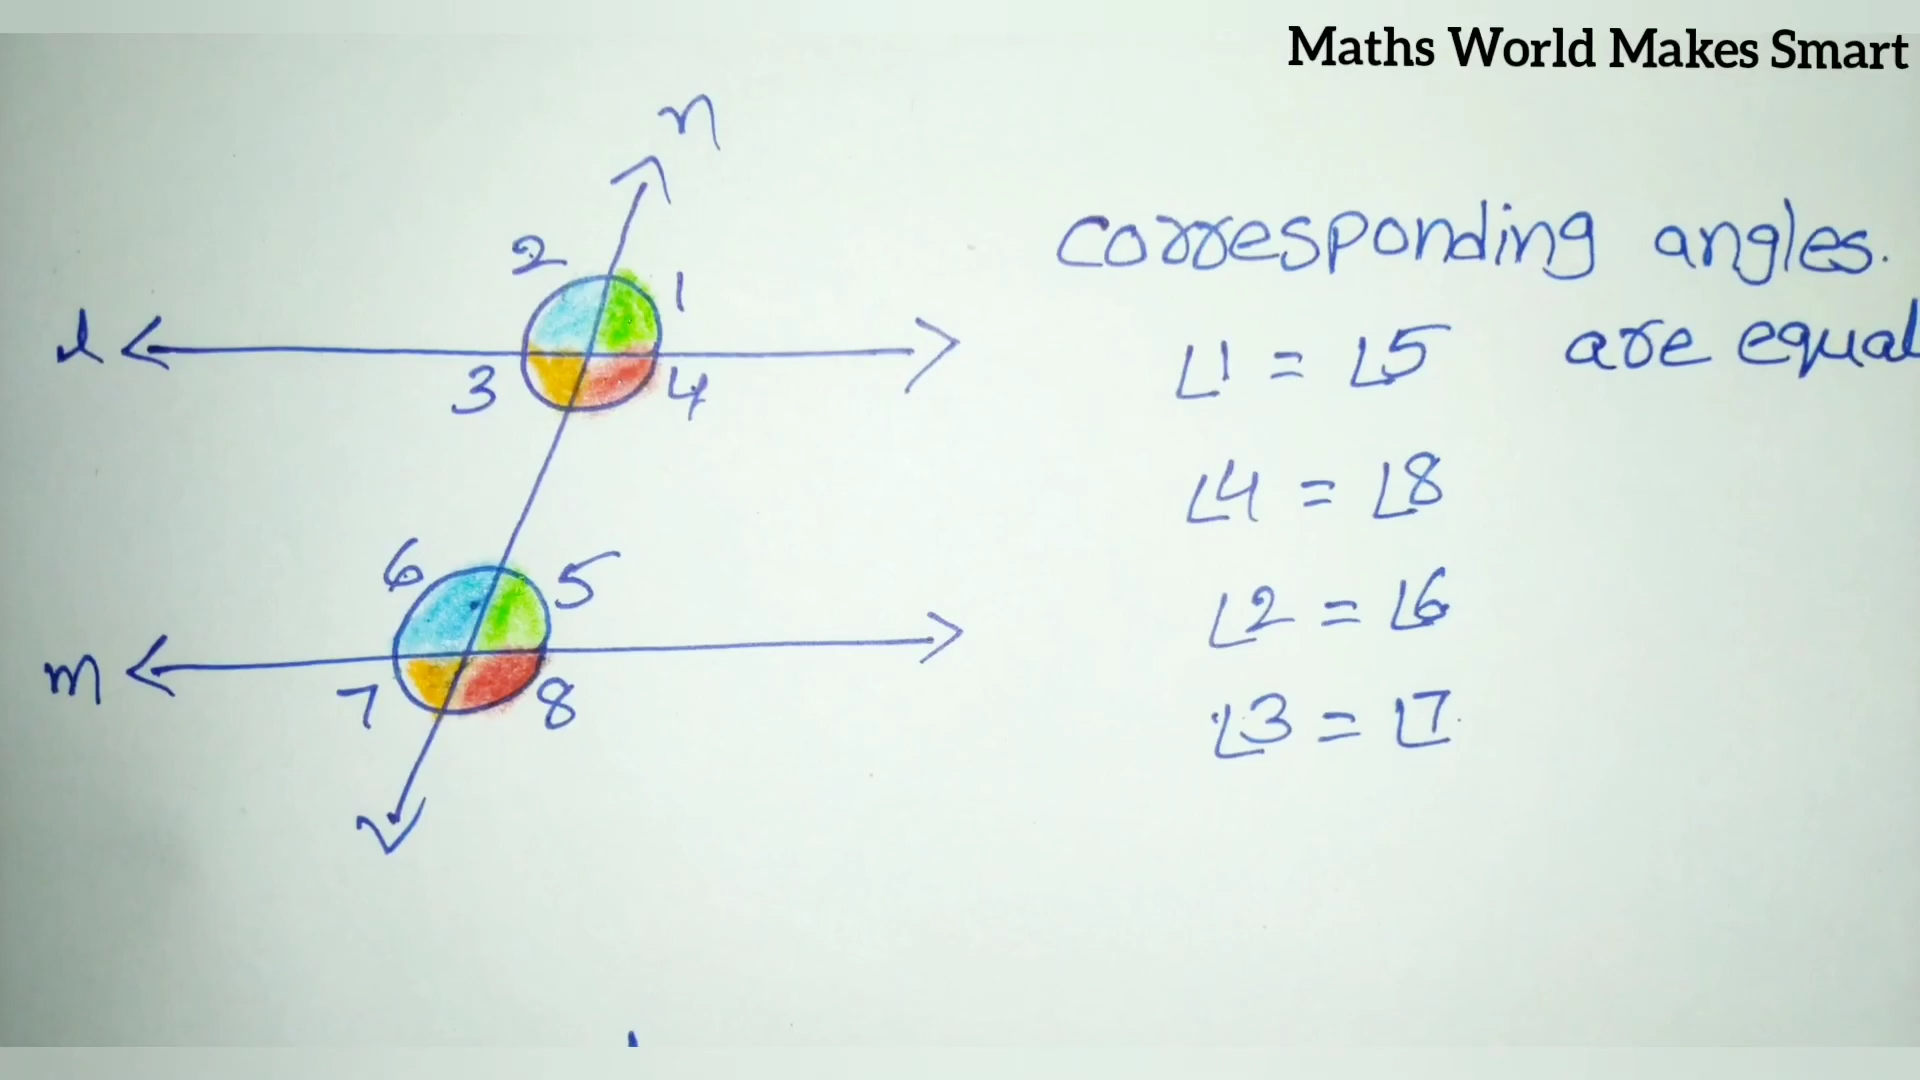 Maths World Makes Smart
n
2
1
l
3
4
6
5
m
7
8
corresponding angles.
∠1 = ∠5 are equal
∠4 = ∠8
∠2 = ∠6
∠3 = ∠7